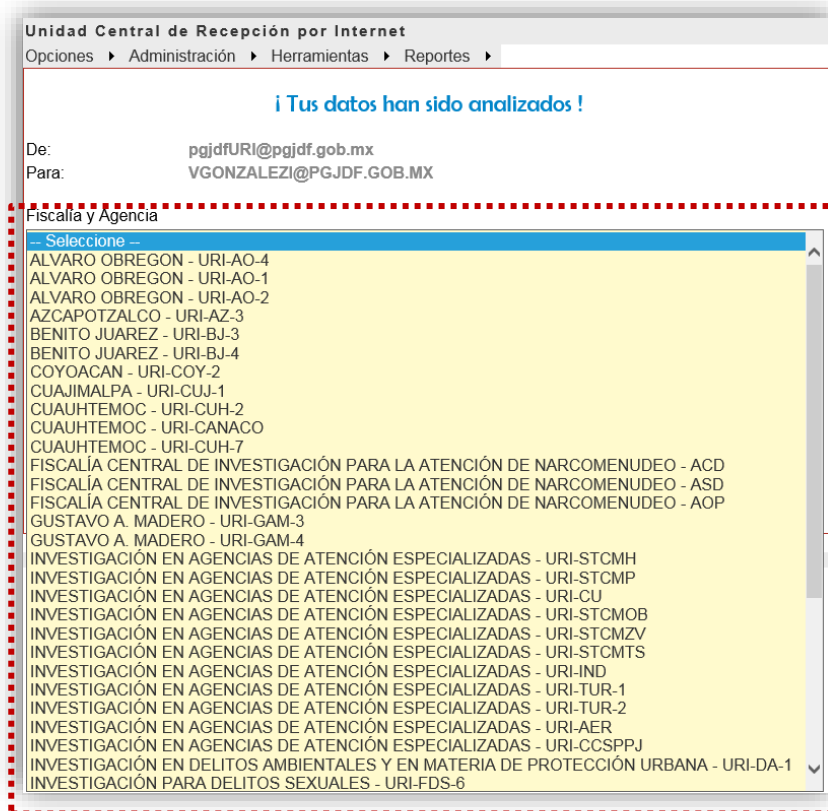 Unidad Central de Recepción por Internet
Opciones Administración Herramientas Reportes
¡ Tus datos han sido analizados !
De: pgjdfURI@pgjdf.gob.mx
Para: VGONZALEZI@PGJDF.GOB.MX
Fiscalía y Agencia
-- Seleccione --
ALVARO OBREGON - URI-AO-4
ALVARO OBREGON - URI-AO-1
ALVARO OBREGON - URI-AO-2
AZCAPOTZALCO - URI-AZ-3
BENITO JUAREZ - URI-BJ-3
BENITO JUAREZ - URI-BJ-4
COYOACAN - URI-COY-2
CUAJIMALPA - URI-CUJ-1
CUAUHTEMOC - URI-CUH-2
CUAUHTEMOC - URI-CANACO
CUAUHTEMOC - URI-CUH-7
FISCALÍA CENTRAL DE INVESTIGACIÓN PARA LA ATENCIÓN DE NARCOMENUDEO - ACD
FISCALÍA CENTRAL DE INVESTIGACIÓN PARA LA ATENCIÓN DE NARCOMENUDEO - ASD
FISCALÍA CENTRAL DE INVESTIGACIÓN PARA LA ATENCIÓN DE NARCOMENUDEO - AOP
GUSTAVO A. MADERO - URI-GAM-3
GUSTAVO A. MADERO - URI-GAM-4
INVESTIGACIÓN EN AGENCIAS DE ATENCIÓN ESPECIALIZADAS - URI-STCMH
INVESTIGACIÓN EN AGENCIAS DE ATENCIÓN ESPECIALIZADAS - URI-STCMP
INVESTIGACIÓN EN AGENCIAS DE ATENCIÓN ESPECIALIZADAS - URI-CU
INVESTIGACIÓN EN AGENCIAS DE ATENCIÓN ESPECIALIZADAS - URI-STCMOB
INVESTIGACIÓN EN AGENCIAS DE ATENCIÓN ESPECIALIZADAS - URI-STCMZV
INVESTIGACIÓN EN AGENCIAS DE ATENCIÓN ESPECIALIZADAS - URI-STCMTS
INVESTIGACIÓN EN AGENCIAS DE ATENCIÓN ESPECIALIZADAS - URI-IND
INVESTIGACIÓN EN AGENCIAS DE ATENCIÓN ESPECIALIZADAS - URI-TUR-1
INVESTIGACIÓN EN AGENCIAS DE ATENCIÓN ESPECIALIZADAS - URI-TUR-2
INVESTIGACIÓN EN AGENCIAS DE ATENCIÓN ESPECIALIZADAS - URI-AER
INVESTIGACIÓN EN AGENCIAS DE ATENCIÓN ESPECIALIZADAS - URI-CCSPPJ
INVESTIGACIÓN EN DELITOS AMBIENTALES Y EN MATERIA DE PROTECCIÓN URBANA - URI-DA-1
INVESTIGACIÓN PARA DELITOS SEXUALES - URI-FDS-6